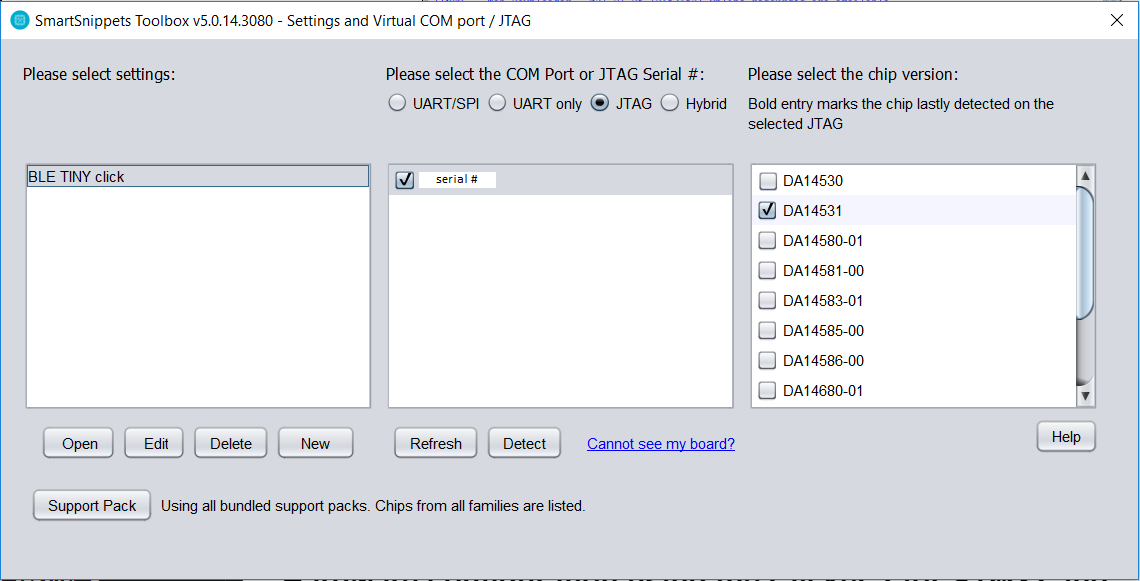 SmartSnippets Toolbox v5.0.14.3080 - Settings and Virtual COM port / JTAG
Please select settings:
Please select the COM Port or JTAG Serial #:
Please select the chip version:
UART/SPI
UART only
JTAG
Hybrid
Bold entry marks the chip lastly detected on the
selected JTAG
BLE TINY click
serial #
DA14530
DA14531
DA14580-01
DA14581-00
DA14583-01
DA14585-00
DA14586-00
DA14680-01
Open
Edit
Delete
New
Refresh
Detect
Cannot see my board?
Help
Support Pack
Using all bundled support packs. Chips from all families are listed.